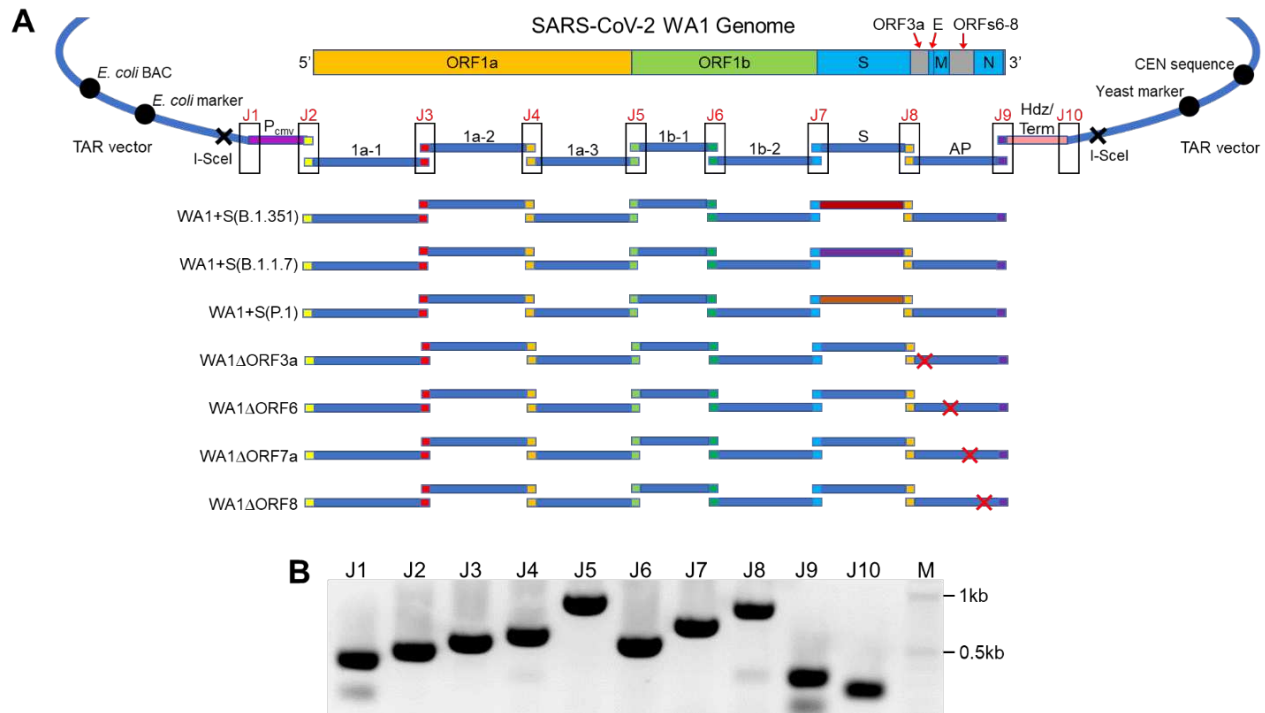 A
SARS-CoV-2 WA1 Genome
ORF3a E ORFs6-8
5' ORF1a ORF1b S M N 3'
E. coli BAC
E. coli marker
TAR vector
I-SceI
CEN sequence
Yeast marker
TAR vector
I-SceI
J1 J2 J3 J4 J5 J6 J7 J8 J9 J10
Pcmv
Hdz/
Term
1a-1 1a-2 1a-3 1b-1 1b-2 S AP
WA1+S(B.1.351)
WA1+S(B.1.1.7)
WA1+S(P.1)
WA1ΔORF3a
WA1ΔORF6
WA1ΔORF7a
WA1ΔORF8
B
J1 J2 J3 J4 J5 J6 J7 J8 J9 J10 M
1kb
0.5kb